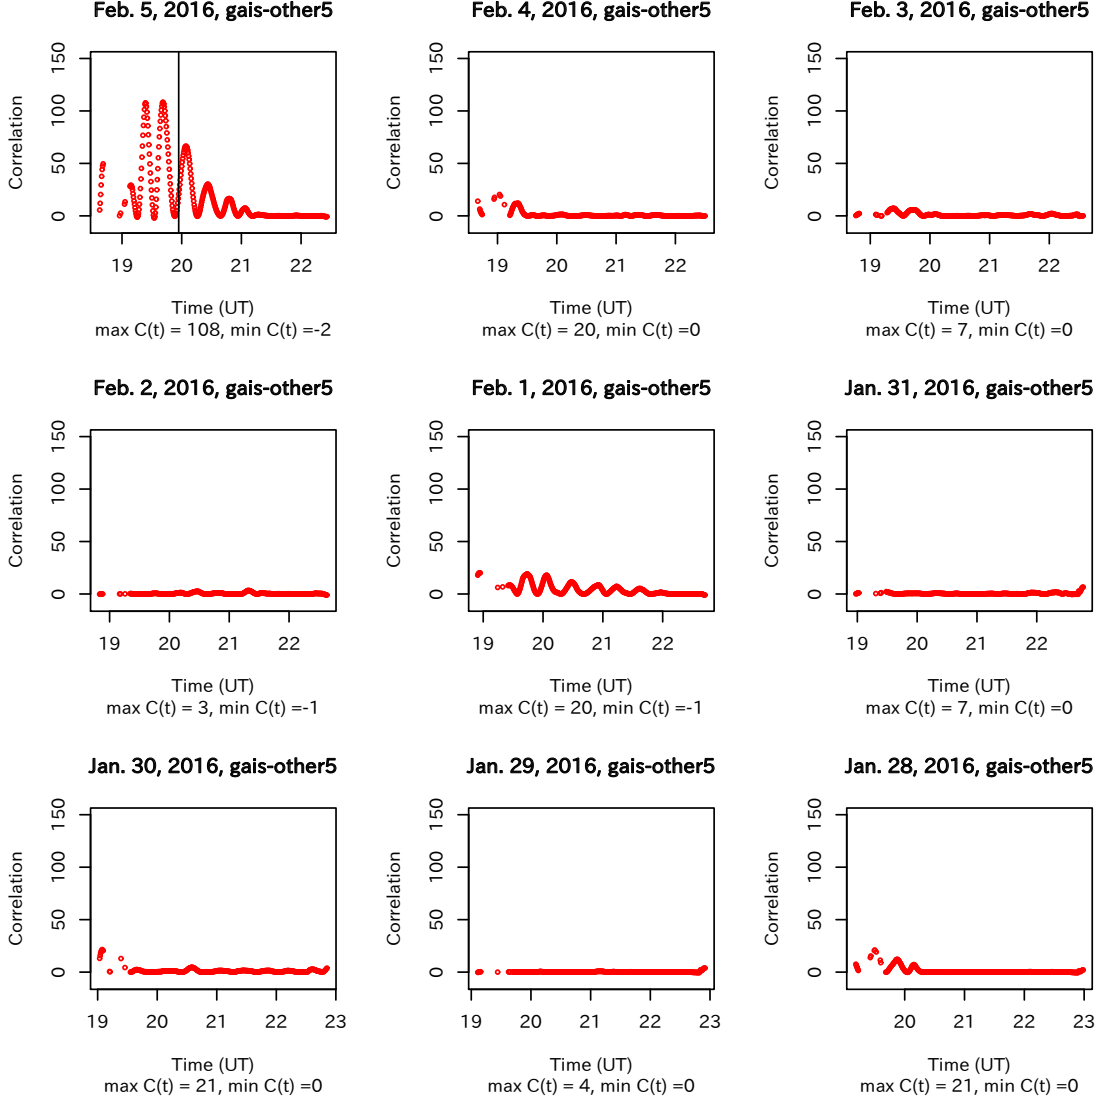 Feb. 5, 2016, gais-other5
Correlation
150
100
50
0
19 20 21 22
Time (UT)
max C(t) = 108, min C(t) =-2
Feb. 4, 2016, gais-other5
Correlation
150
100
50
0
19 20 21 22
Time (UT)
max C(t) = 20, min C(t) =0
Feb. 3, 2016, gais-other5
Correlation
150
100
50
0
19 20 21 22
Time (UT)
max C(t) = 7, min C(t) =0
Feb. 2, 2016, gais-other5
Correlation
150
100
50
0
19 20 21 22
Time (UT)
max C(t) = 3, min C(t) =-1
Feb. 1, 2016, gais-other5
Correlation
150
100
50
0
19 20 21 22
Time (UT)
max C(t) = 20, min C(t) =-1
Jan. 31, 2016, gais-other5
Correlation
150
100
50
0
19 20 21 22
Time (UT)
max C(t) = 7, min C(t) =0
Jan. 30, 2016, gais-other5
Correlation
150
100
50
0
19 20 21 22 23
Time (UT)
max C(t) = 21, min C(t) =0
Jan. 29, 2016, gais-other5
Correlation
150
100
50
0
19 20 21 22 23
Time (UT)
max C(t) = 4, min C(t) =0
Jan. 28, 2016, gais-other5
Correlation
150
100
50
0
20 21 22 23
Time (UT)
max C(t) = 21, min C(t) =0